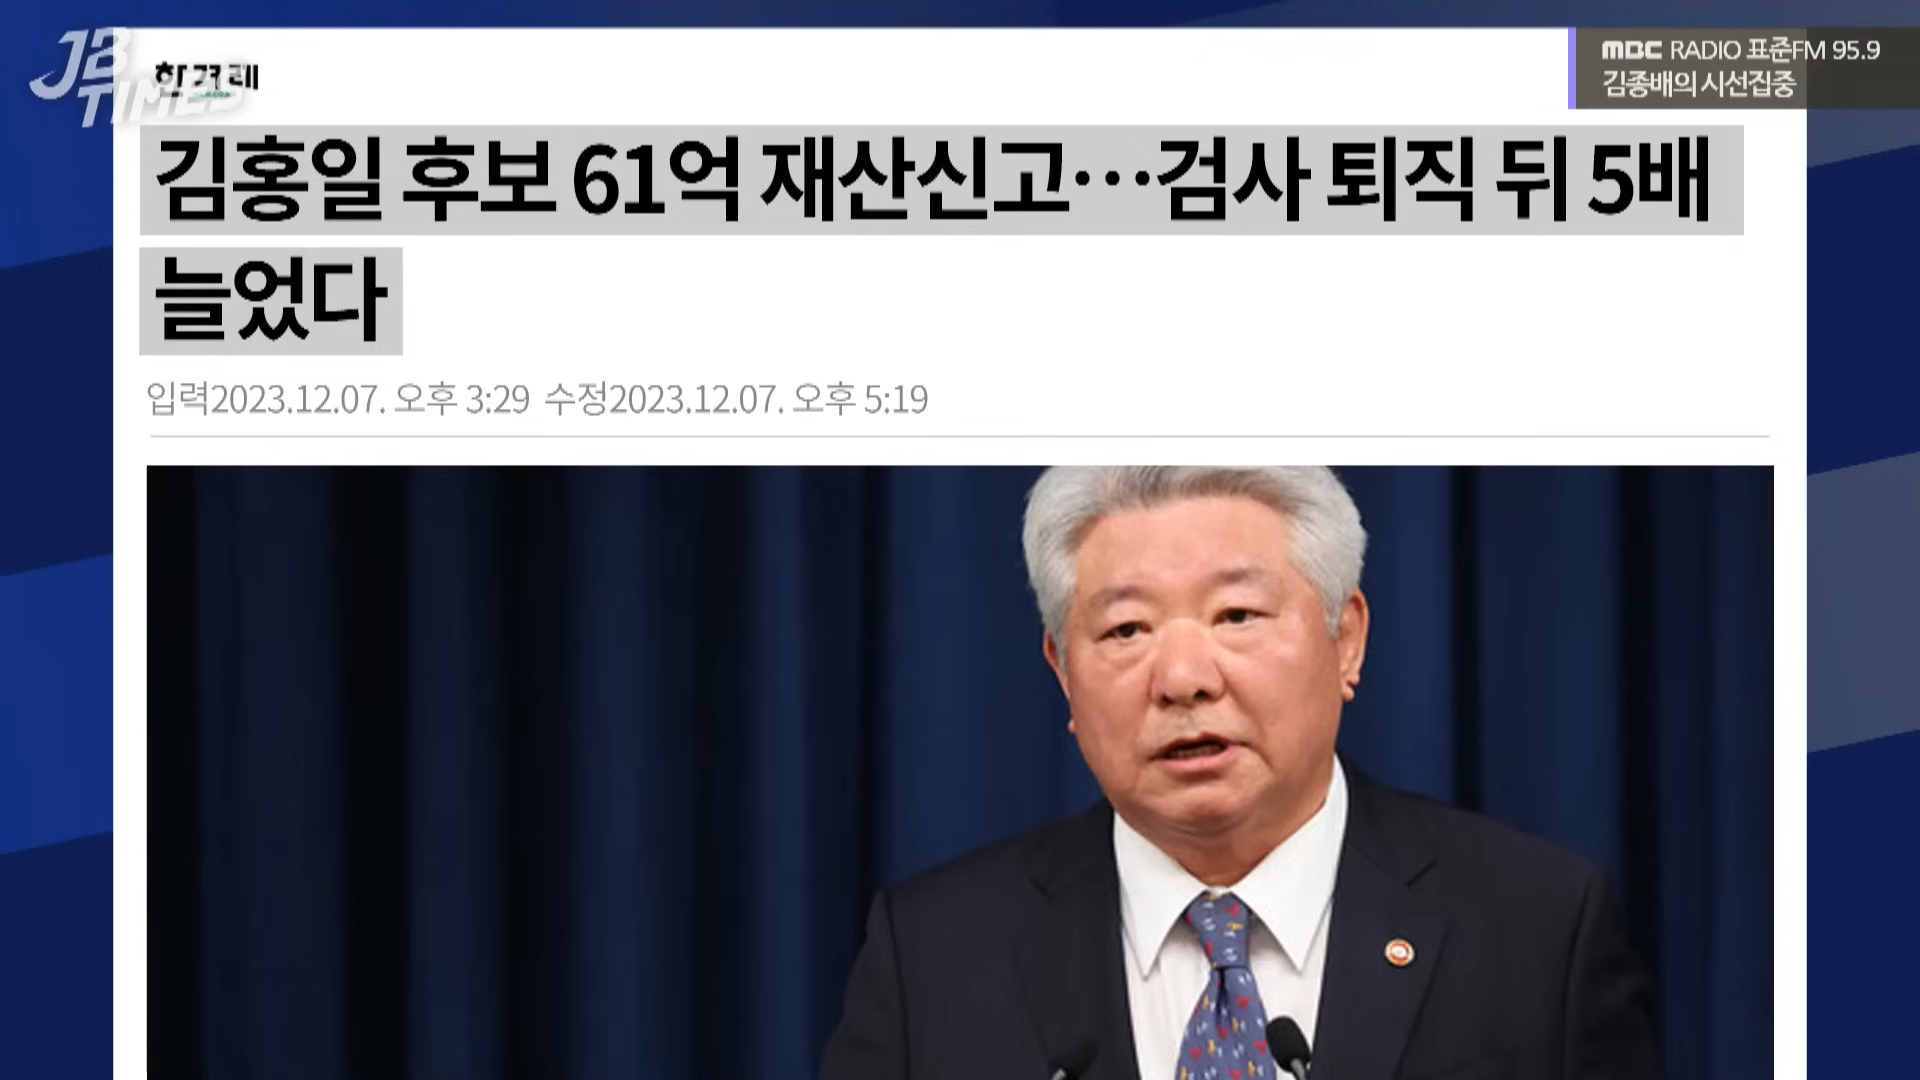 JB
TIMES
한겨레
MBC RADIO 표준FM 95.9
김종배의 시선집중
김홍일 후보 61억 재산신고…검사 퇴직 뒤 5배
늘었다
입력2023.12.07. 오후 3:29 수정2023.12.07. 오후 5:19